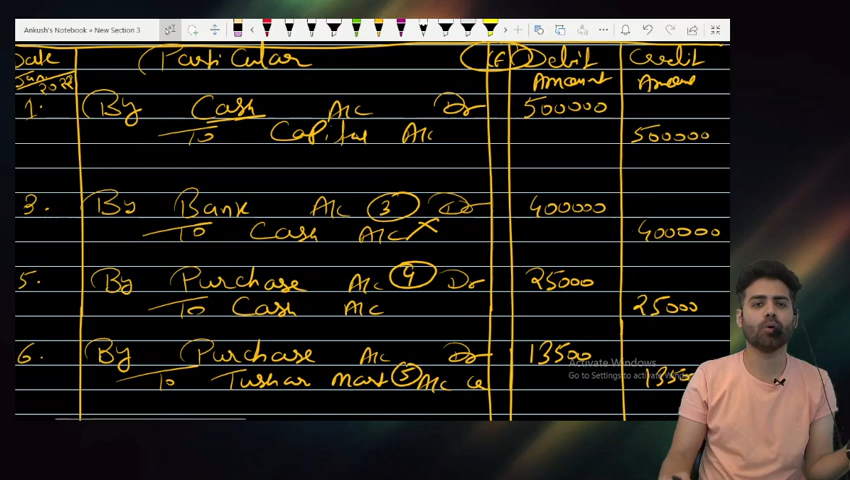 Ankush's Notebook » New Section 3
Date Particular LF Debit Credit
Jan 2022 Amount Amount
1. By Cash A/c Dr 500000
To Capital A/c 500000
3. By Bank A/c 3 Dr 400000
To Cash A/c 400000
5. By Purchase A/c 4 Dr 25000
To Cash A/c 25000
6. By Purchase A/c Dr 13500
To Tushar Mart 5 A/c 13500
Activate Windows
Go to Settings to activate Windows